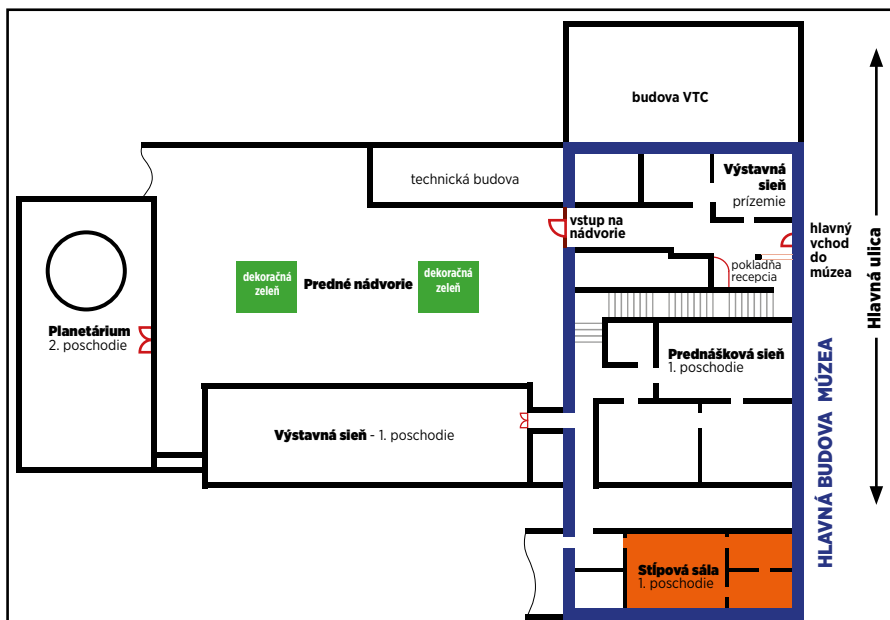 budova VTC
technická budova
Výstavná
sieň
prízemie
vstup na
nádvorie
hlavný
vchod
do
múzea
pokladňa
recepcia
Hlavná ulica
dekoračná
zeleň
Predné nádvorie
dekoračná
zeleň
Planetárium
2. poschodie
Prednášková sieň
1. poschodie
Výstavná sieň - 1. poschodie
HLAVNÁ BUDOVA MÚZEA
Stĺpová sála
1. poschodie